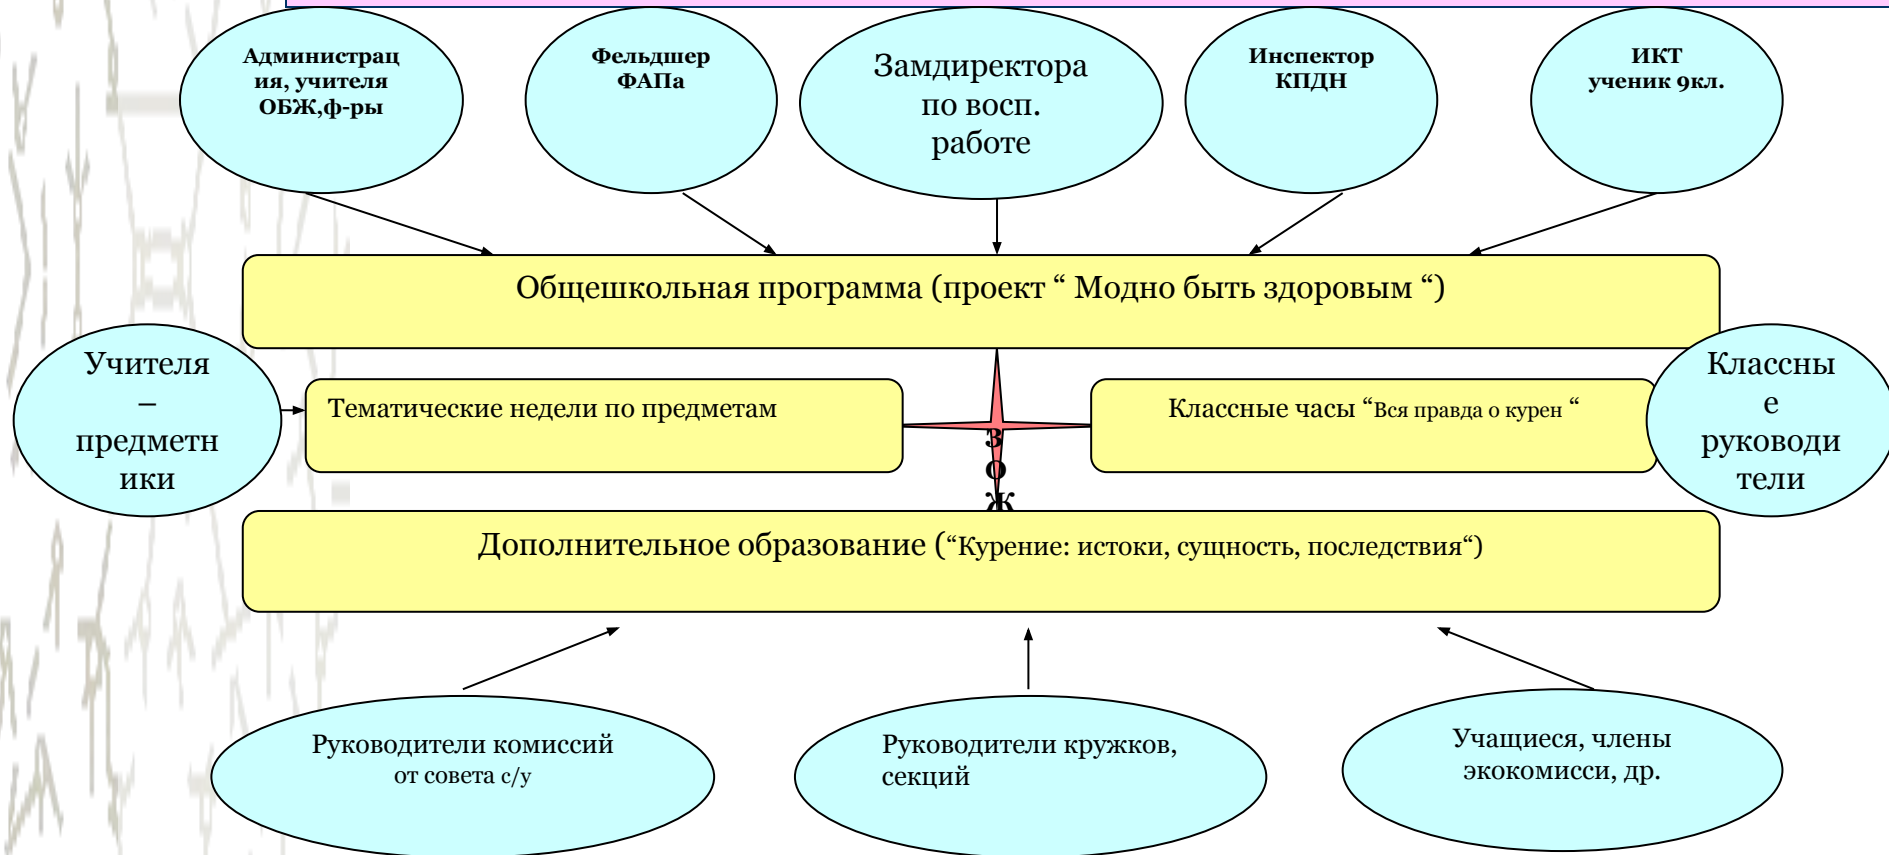 Администрац
ия, учителя
ОБЖ,ф-ры
Фельдшер
ФАПа
Замдиректора
по восп.
работе
Инспектор
КПДН
ИКТ
ученик 9кл.
Общешкольная программа (проект “ Модно быть здоровым “)
Учителя
–
предметн
ики
Тематические недели по предметам
З
О
Ж
Классные часы “Вся правда о курен “
Классны
е
руководи
тели
Дополнительное образование (“Курение: истоки, сущность, последствия“)
Руководители комиссий
от совета с/у
Руководители кружков,
секций
Учащиеся, члены
экокомисси, др.